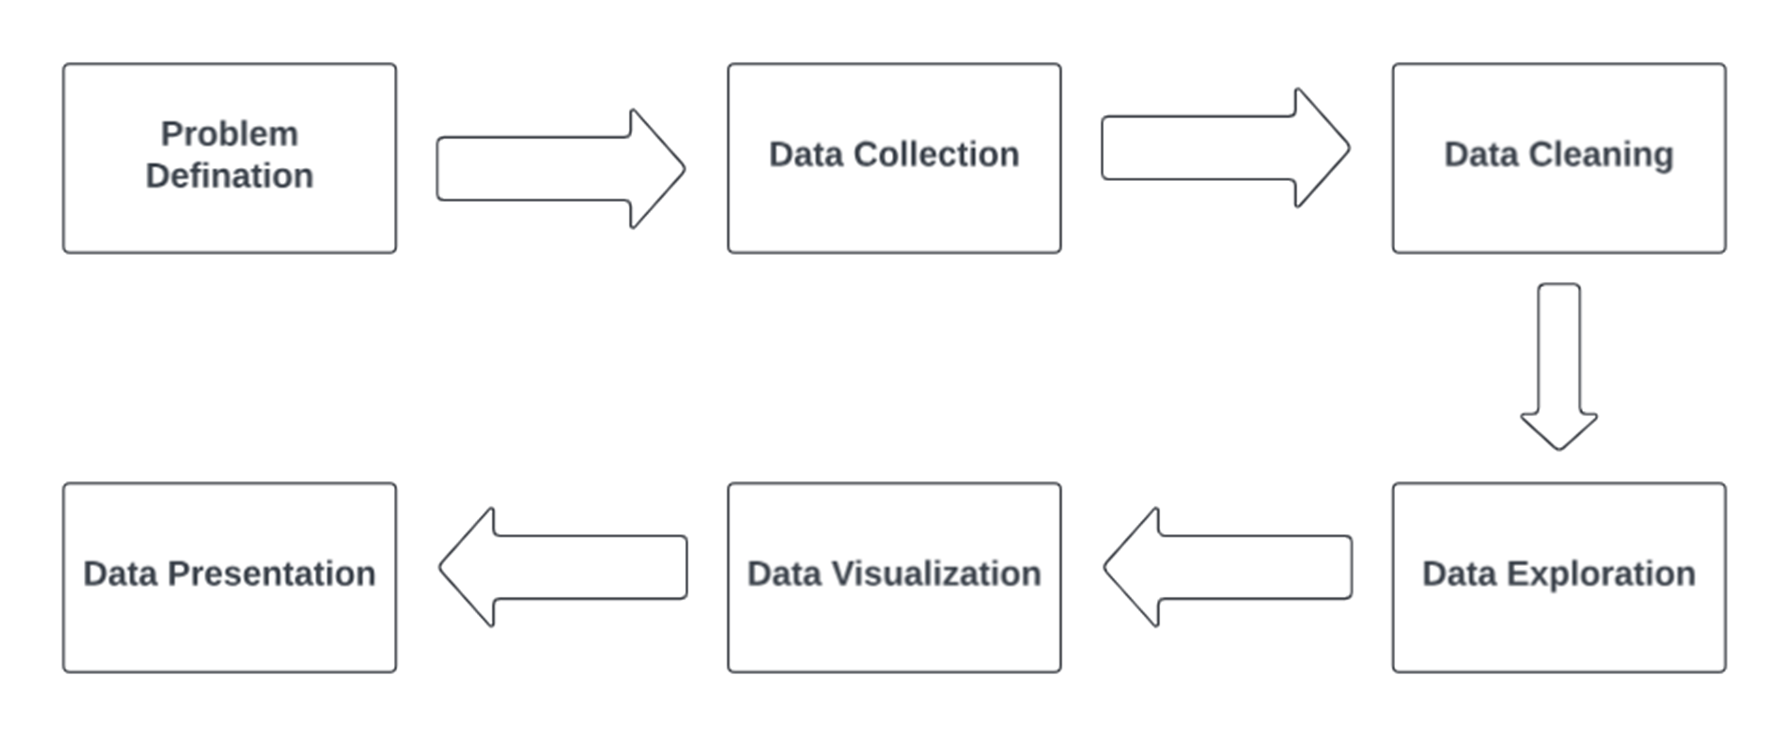 Problem
Defination
Data Collection
Data Cleaning
Data Presentation
Data Visualization
Data Exploration